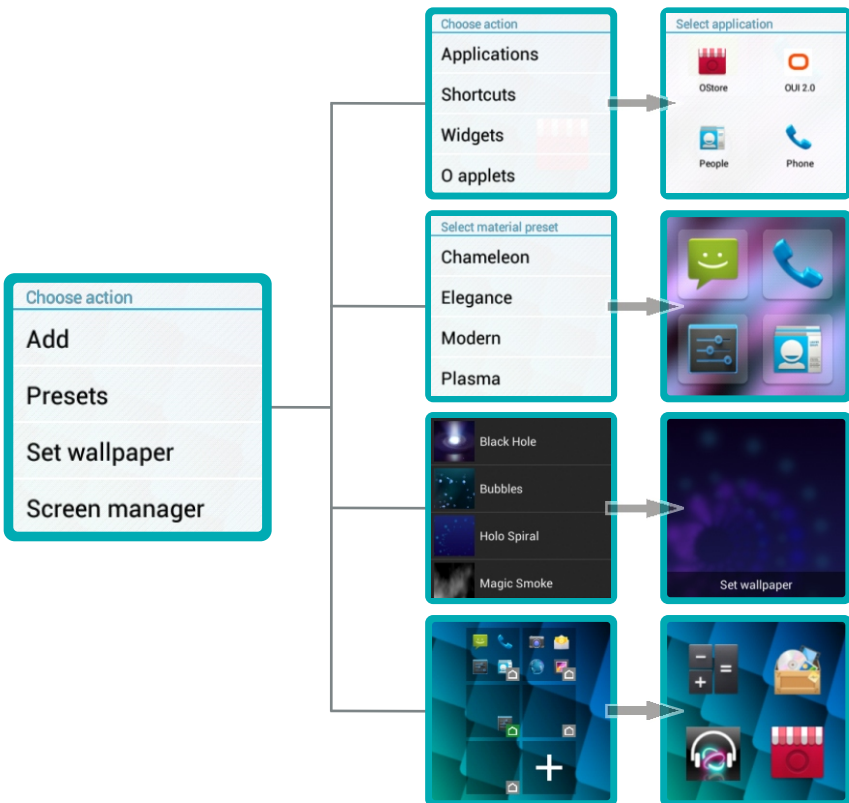 Choose action
Add
Presets
Set wallpaper
Screen manager
Choose action
Applications
Shortcuts
Widgets
O applets
Select application
OStore
OUI 2.0
People
Phone
Select material preset
Chameleon
Elegance
Modern
Plasma
Black Hole
Bubbles
Holo Spiral
Magic Smoke
Set wallpaper